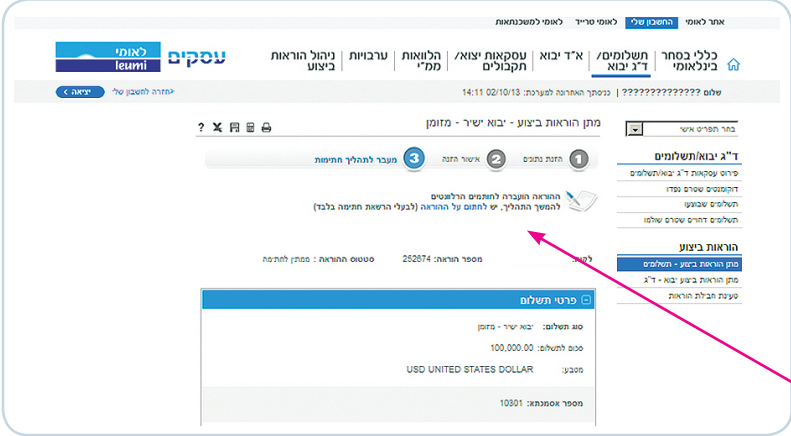 אתר לאומי החשבון שלי לאומי טרייד לאומי למשכנתאות
לאומי
leumi
עסקים
כללי בסחר בינלאומי
תשלומים/ ד"ג יבוא
א"ד יבוא
עסקאות יצוא/ תקבולים
הלוואות ממ"י
ערבויות
ניהול הוראות ביצוע
שלום ?????????????? | כניסתך האחרונה למערכת: 02/10/13 14:11
>חזרה לחשבון שלי
יציאה >
בחר תפריט אישי
ד"ג יבוא/תשלומים
פירוט עסקאות ד"ג יבוא/תשלומים
דוקומנטים שטרם נפדו
תשלומים שבוצעו
תשלומים דחויים שטרם שולמו
הוראות ביצוע
מתן הוראות ביצוע - תשלומים
מתן הוראות ביצוע יבוא - ד"ג
טעינת חבילת הוראות
מתן הוראות ביצוע - יבוא ישיר - מזומן
?
1 הזנת נתונים 2 אישור הזנה 3 מעבר לתהליך חתימות
ההוראה הועברה לחותמים הרלוונטים
להמשך התהליך, יש לחתום על ההוראה (לבעלי הרשאת חתימה בלבד)
לקוח: מספר הוראה: 252874 סטטוס ההוראה : ממתין לחתימה
פרטי תשלום
סוג תשלום: יבוא ישיר - מזומן
סכום לתשלום: 100,000.00
מטבע: USD UNITED STATES DOLLAR
מספר אסמכתא: 10301